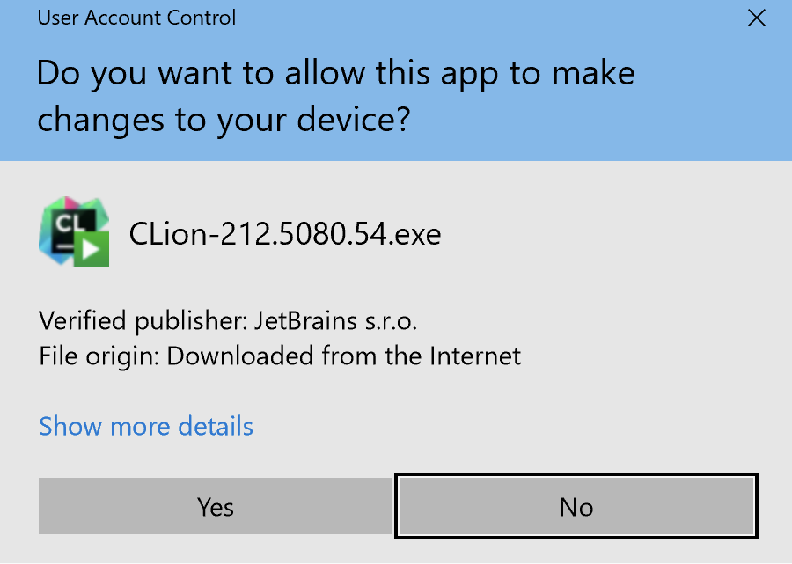 User Account Control
Do you want to allow this app to make
changes to your device?
CL
CLion-212.5080.54.exe
Verified publisher: JetBrains s.r.o.
File origin: Downloaded from the Internet
Show more details
Yes
No